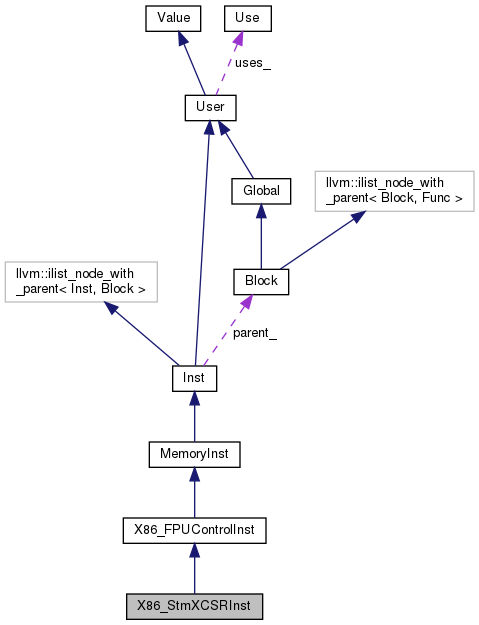 Value
Use
uses_
User
Global
llvm::ilist_node_with
_parent< Block, Func >
llvm::ilist_node_with
_parent< Inst, Block >
Block
parent_
Inst
MemoryInst
X86_FPUControlInst
X86_StmXCSRInst